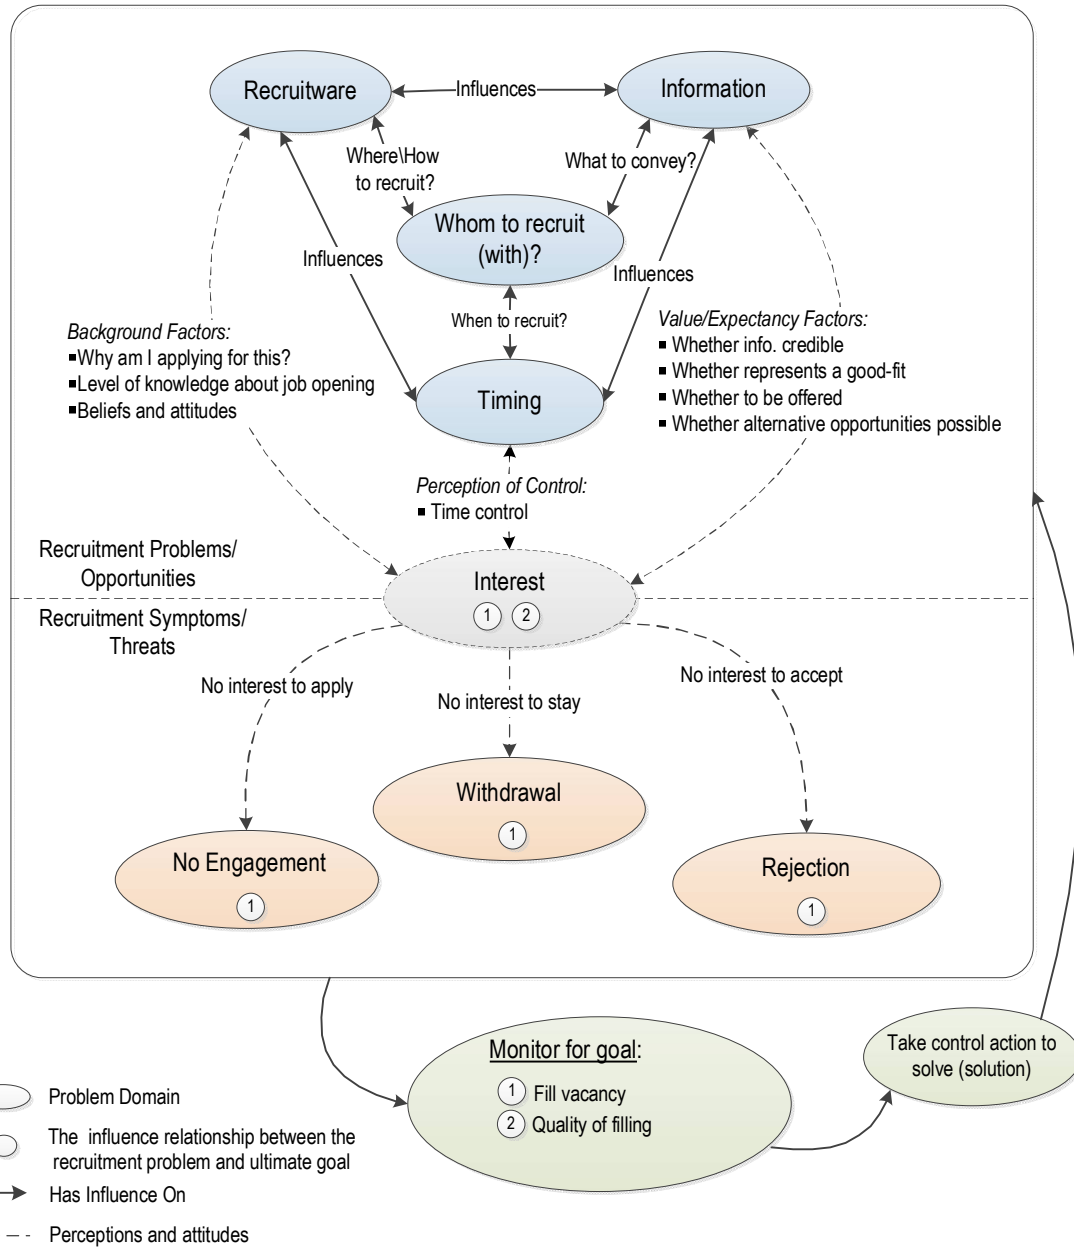 Recruitware
Influences
Information
Where\How
to recruit?
What to convey?
Whom to recruit
(with)?
Influences
Influences
When to recruit?
Background Factors:
▪Why am I applying for this?
▪Level of knowledge about job opening
▪Beliefs and attitudes
Value/Expectancy Factors:
▪ Whether info. credible
▪ Whether represents a good-fit
▪ Whether to be offered
▪ Whether alternative opportunities possible
Timing
Perception of Control:
▪ Time control
Recruitment Problems/
Opportunities
Interest
1 2
Recruitment Symptoms/
Threats
No interest to apply
No interest to stay
No interest to accept
Withdrawal
1
No Engagement
1
Rejection
1
Monitor for goal:
1 Fill vacancy
2 Quality of filling
Take control action to
solve (solution)
Problem Domain
The influence relationship between the
recruitment problem and ultimate goal
Has Influence On
Perceptions and attitudes